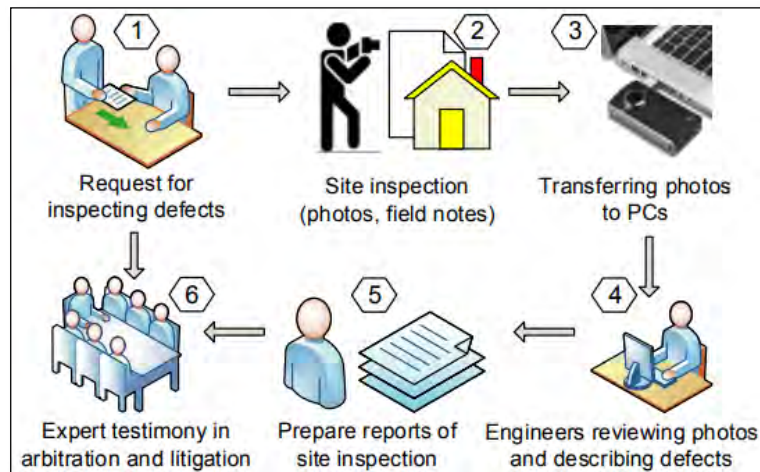 1
Request for
inspecting defects
2
Site inspection
(photos, field notes)
3
Transferring photos
to PCs
4
Engineers reviewing photos
and describing defects
5
Prepare reports of
site inspection
6
Expert testimony in
arbitration and litigation